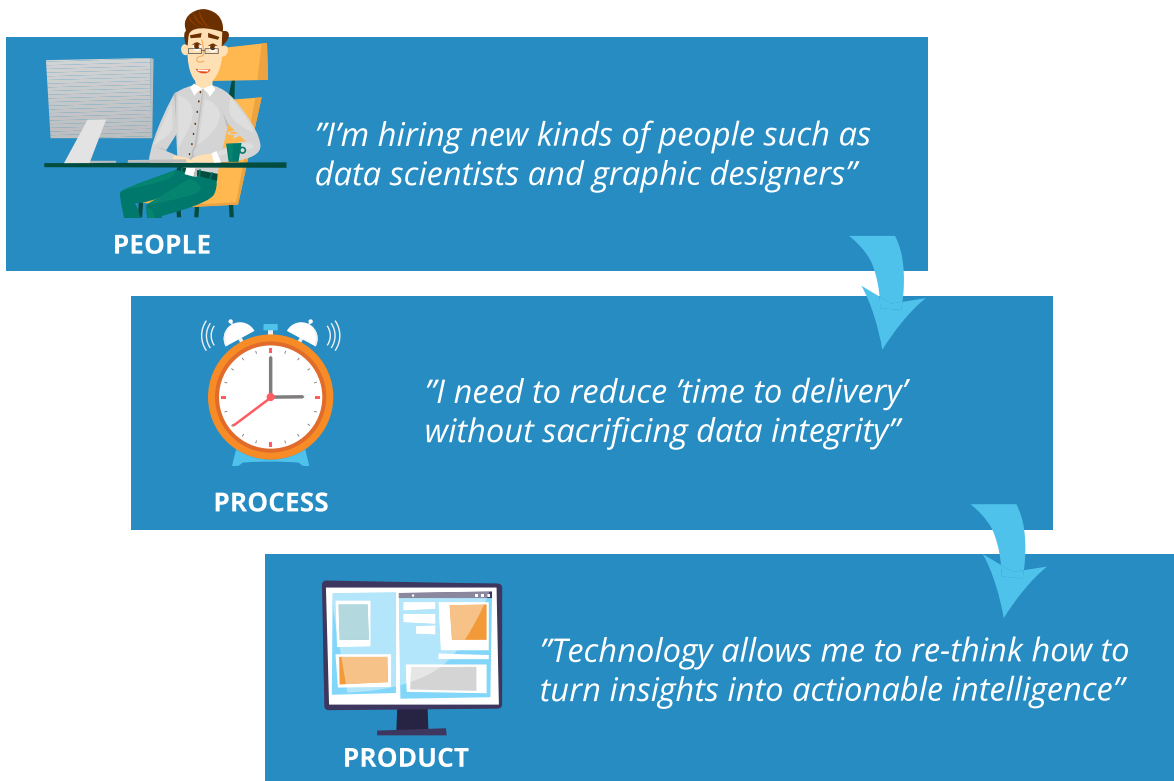 ”I’m hiring new kinds of people such as
data scientists and graphic designers”
PEOPLE
”I need to reduce ’time to delivery’
without sacrificing data integrity”
PROCESS
”Technology allows me to re-think how to
turn insights into actionable intelligence”
PRODUCT